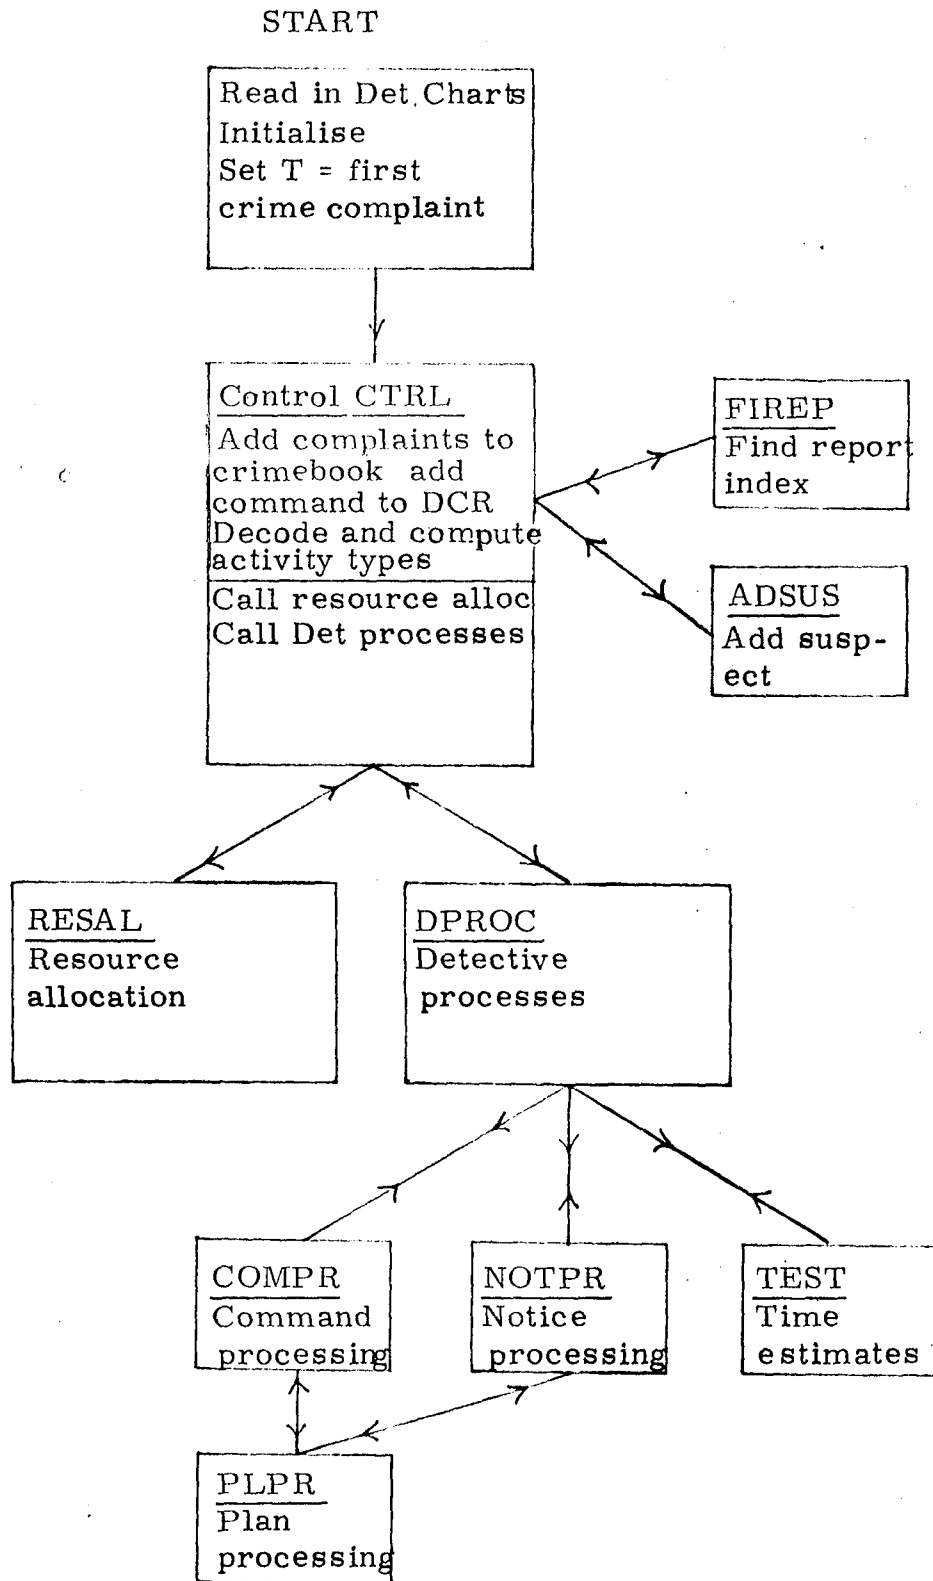 START
Read in Det. Charts
Initialise
Set T = first
crime complaint
Control CTRL
Add complaints to
crimebook add
command to DCR
Decode and compute
activity types
Call resource alloc
Call Det processes
FIREP
Find report
index
ADSUS
Add susp-
ect
RESAL
Resource
allocation
DPROC
Detective
processes
COMPR
Command
processing
NOTPR
Notice
processing
TEST
Time
estimates
PLPR
Plan
processing